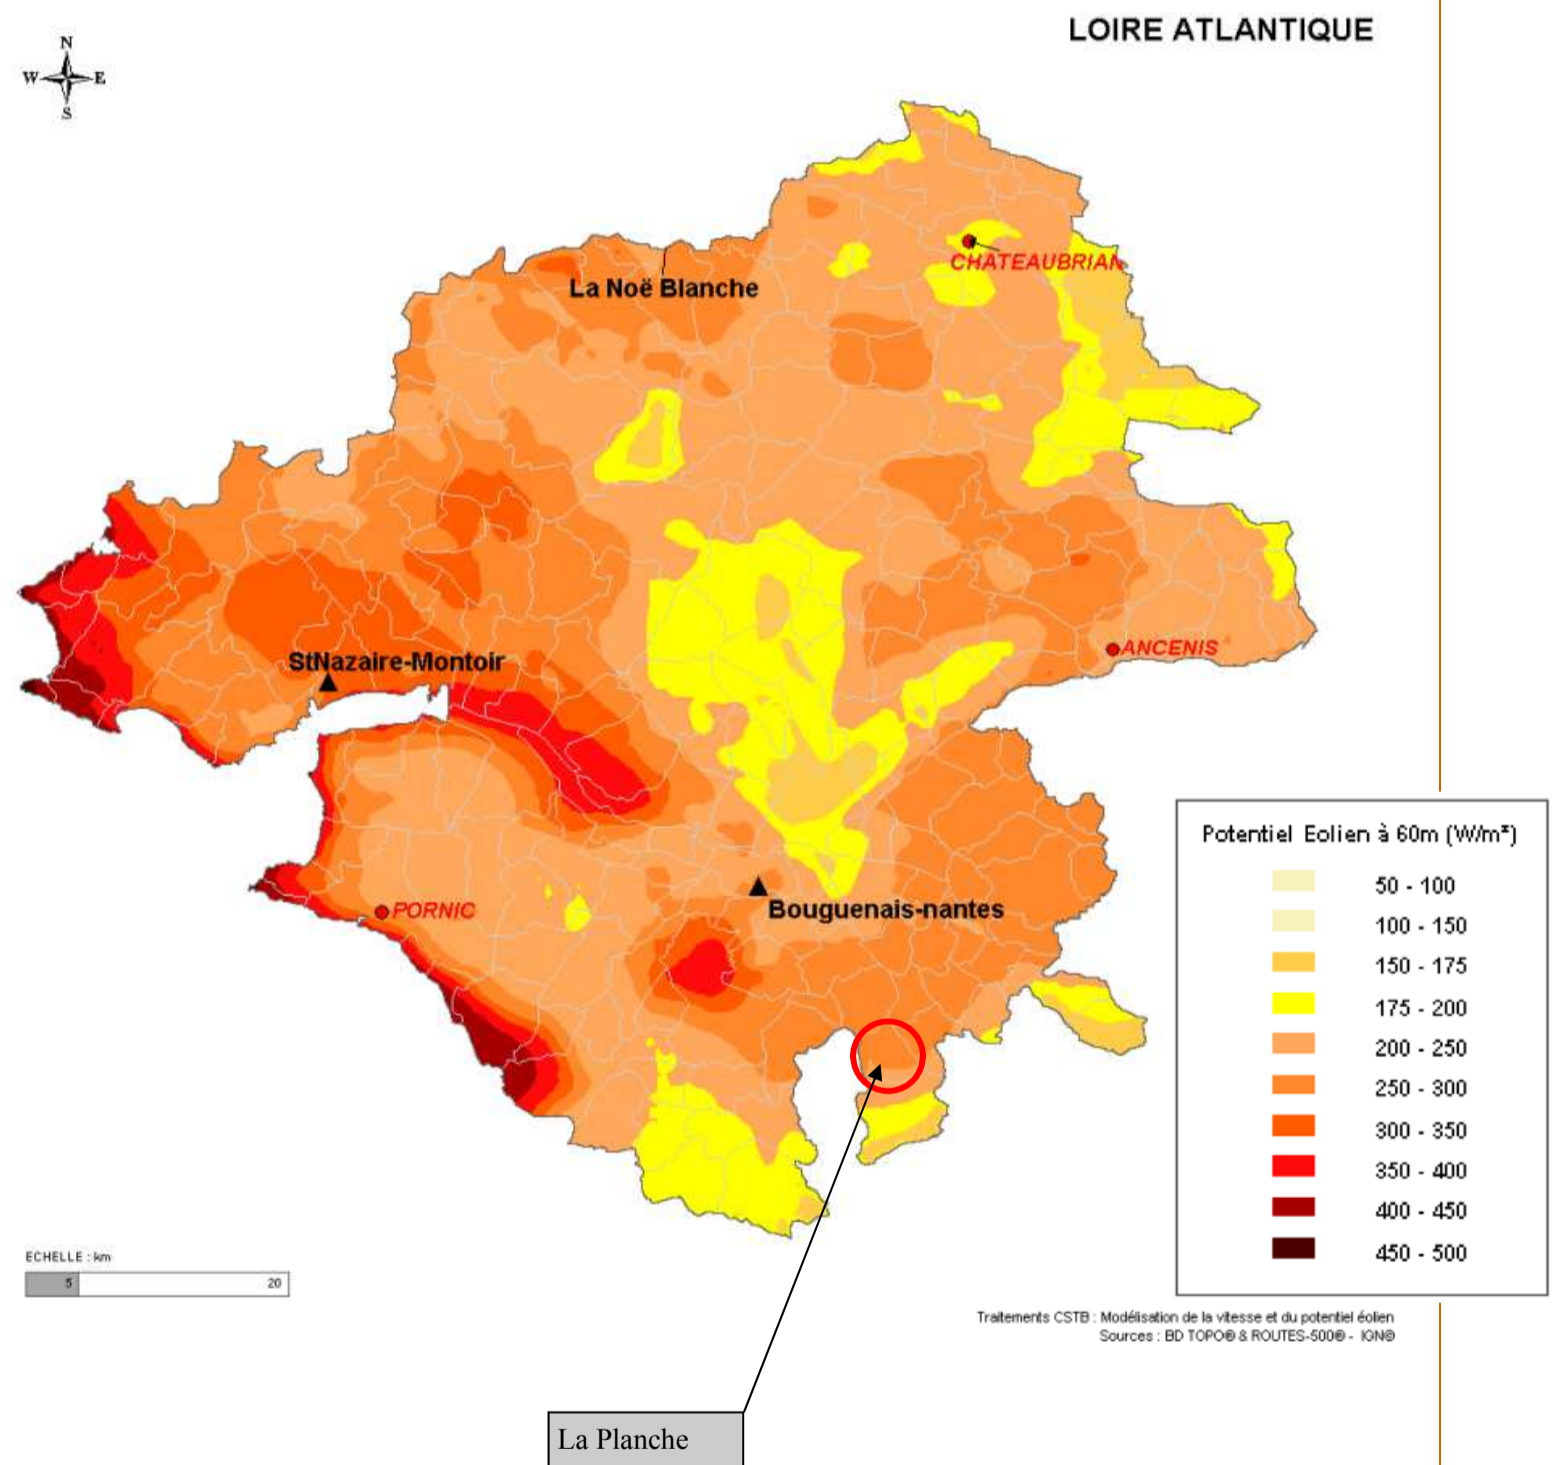 LOIRE ATLANTIQUE
N
W E
S
CHATEAUBRIAN
La Noë Blanche
StNazaire-Montoir
ANCENIS
PORNIC
Bouguenais-nantes
Potentiel Eolien à 60m (W/m²)
50 - 100
100 - 150
150 - 175
175 - 200
200 - 250
250 - 300
300 - 350
350 - 400
400 - 450
450 - 500
ECHELLE : km
5 20
Traitements CSTB : Modélisation de la vitesse et du potentiel éolien
Sources : BD TOPO® & ROUTES-500® - IGN®
La Planche